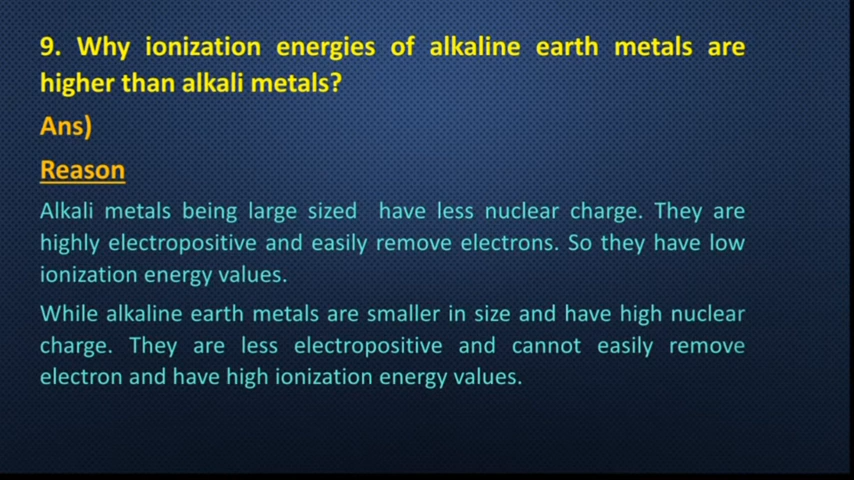 9. Why ionization energies of alkaline earth metals are
higher than alkali metals?
Ans)
Reason
Alkali metals being large sized have less nuclear charge. They are
highly electropositive and easily remove electrons. So they have low
ionization energy values.
While alkaline earth metals are smaller in size and have high nuclear
charge. They are less electropositive and cannot easily remove
electron and have high ionization energy values.